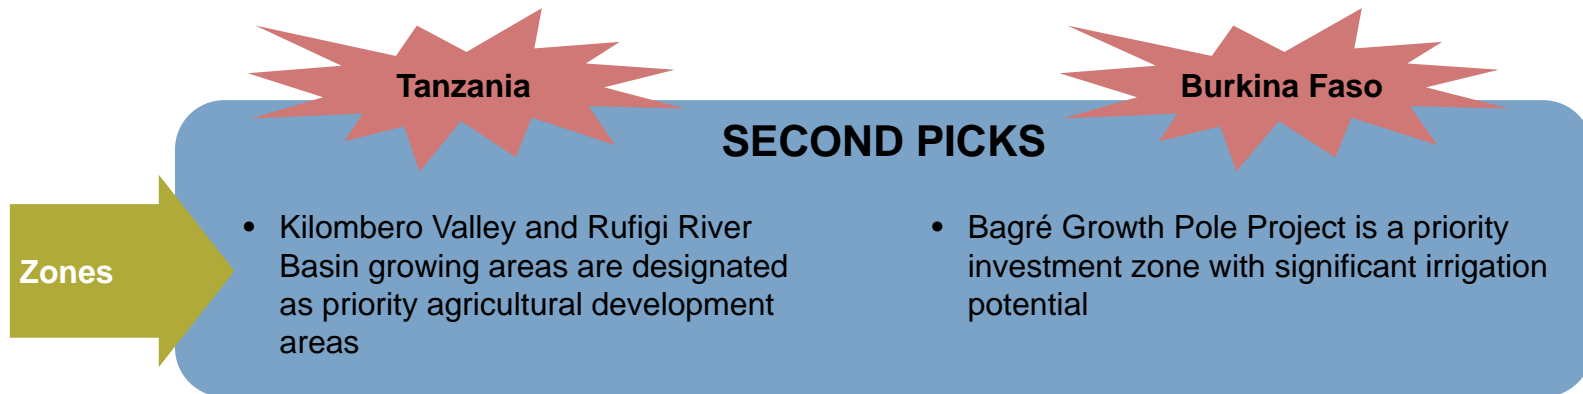 Tanzania
Burkina Faso
SECOND PICKS
Zones
• Kilombero Valley and Rufigi River
Basin growing areas are designated
as priority agricultural development
areas
• Bagré Growth Pole Project is a priority
investment zone with significant irrigation
potential